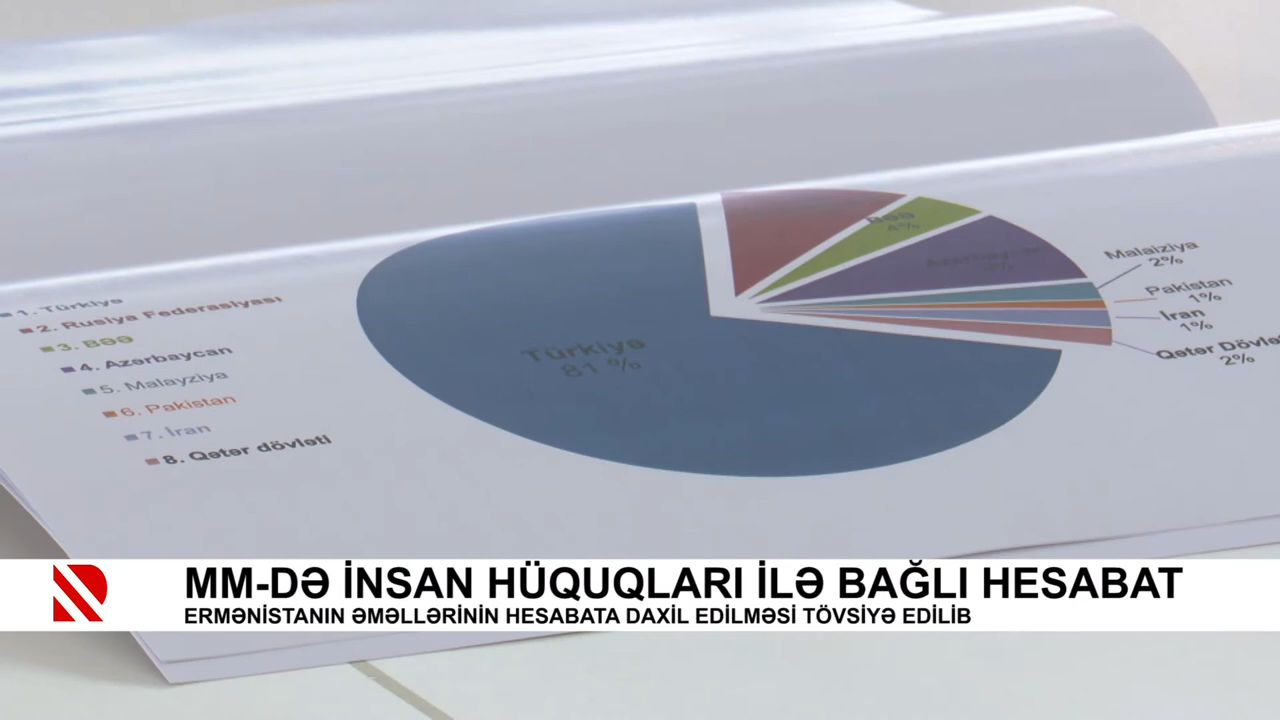 1. Türkiyə
2. Rusiya Federasiyası
3. BƏƏ
4. Azərbaycan
5. Malayziya
6. Pakistan
7. İran
8. Qətər dövləti
Türkiyə
81 %
BƏƏ
4%
Azərbaycan
Malaiziya
2%
Pakistan
1%
İran
1%
Qətər
2%
MM-DƏ İNSAN HÜQUQLARI İLƏ BAĞLI HESABAT
ERMƏNİSTANIN ƏMƏLLƏRİNİN HESABATA DAXİL EDİLMƏSİ TÖVSİYƏ EDİLİB